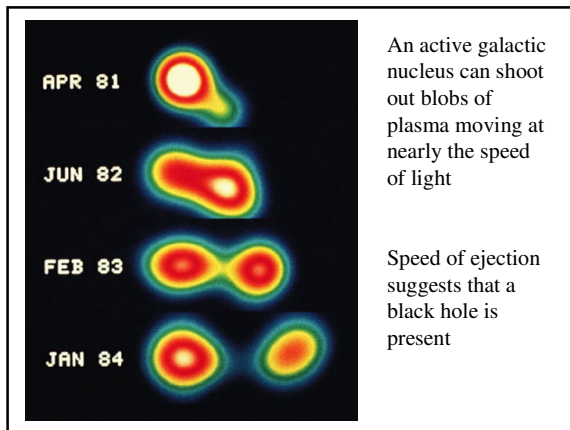 APR 81
JUN 82
FEB 83
JAN 84
An active galactic
nucleus can shoot
out blobs of
plasma moving at
nearly the speed
of light
Speed of ejection
suggests that a
black hole is
present